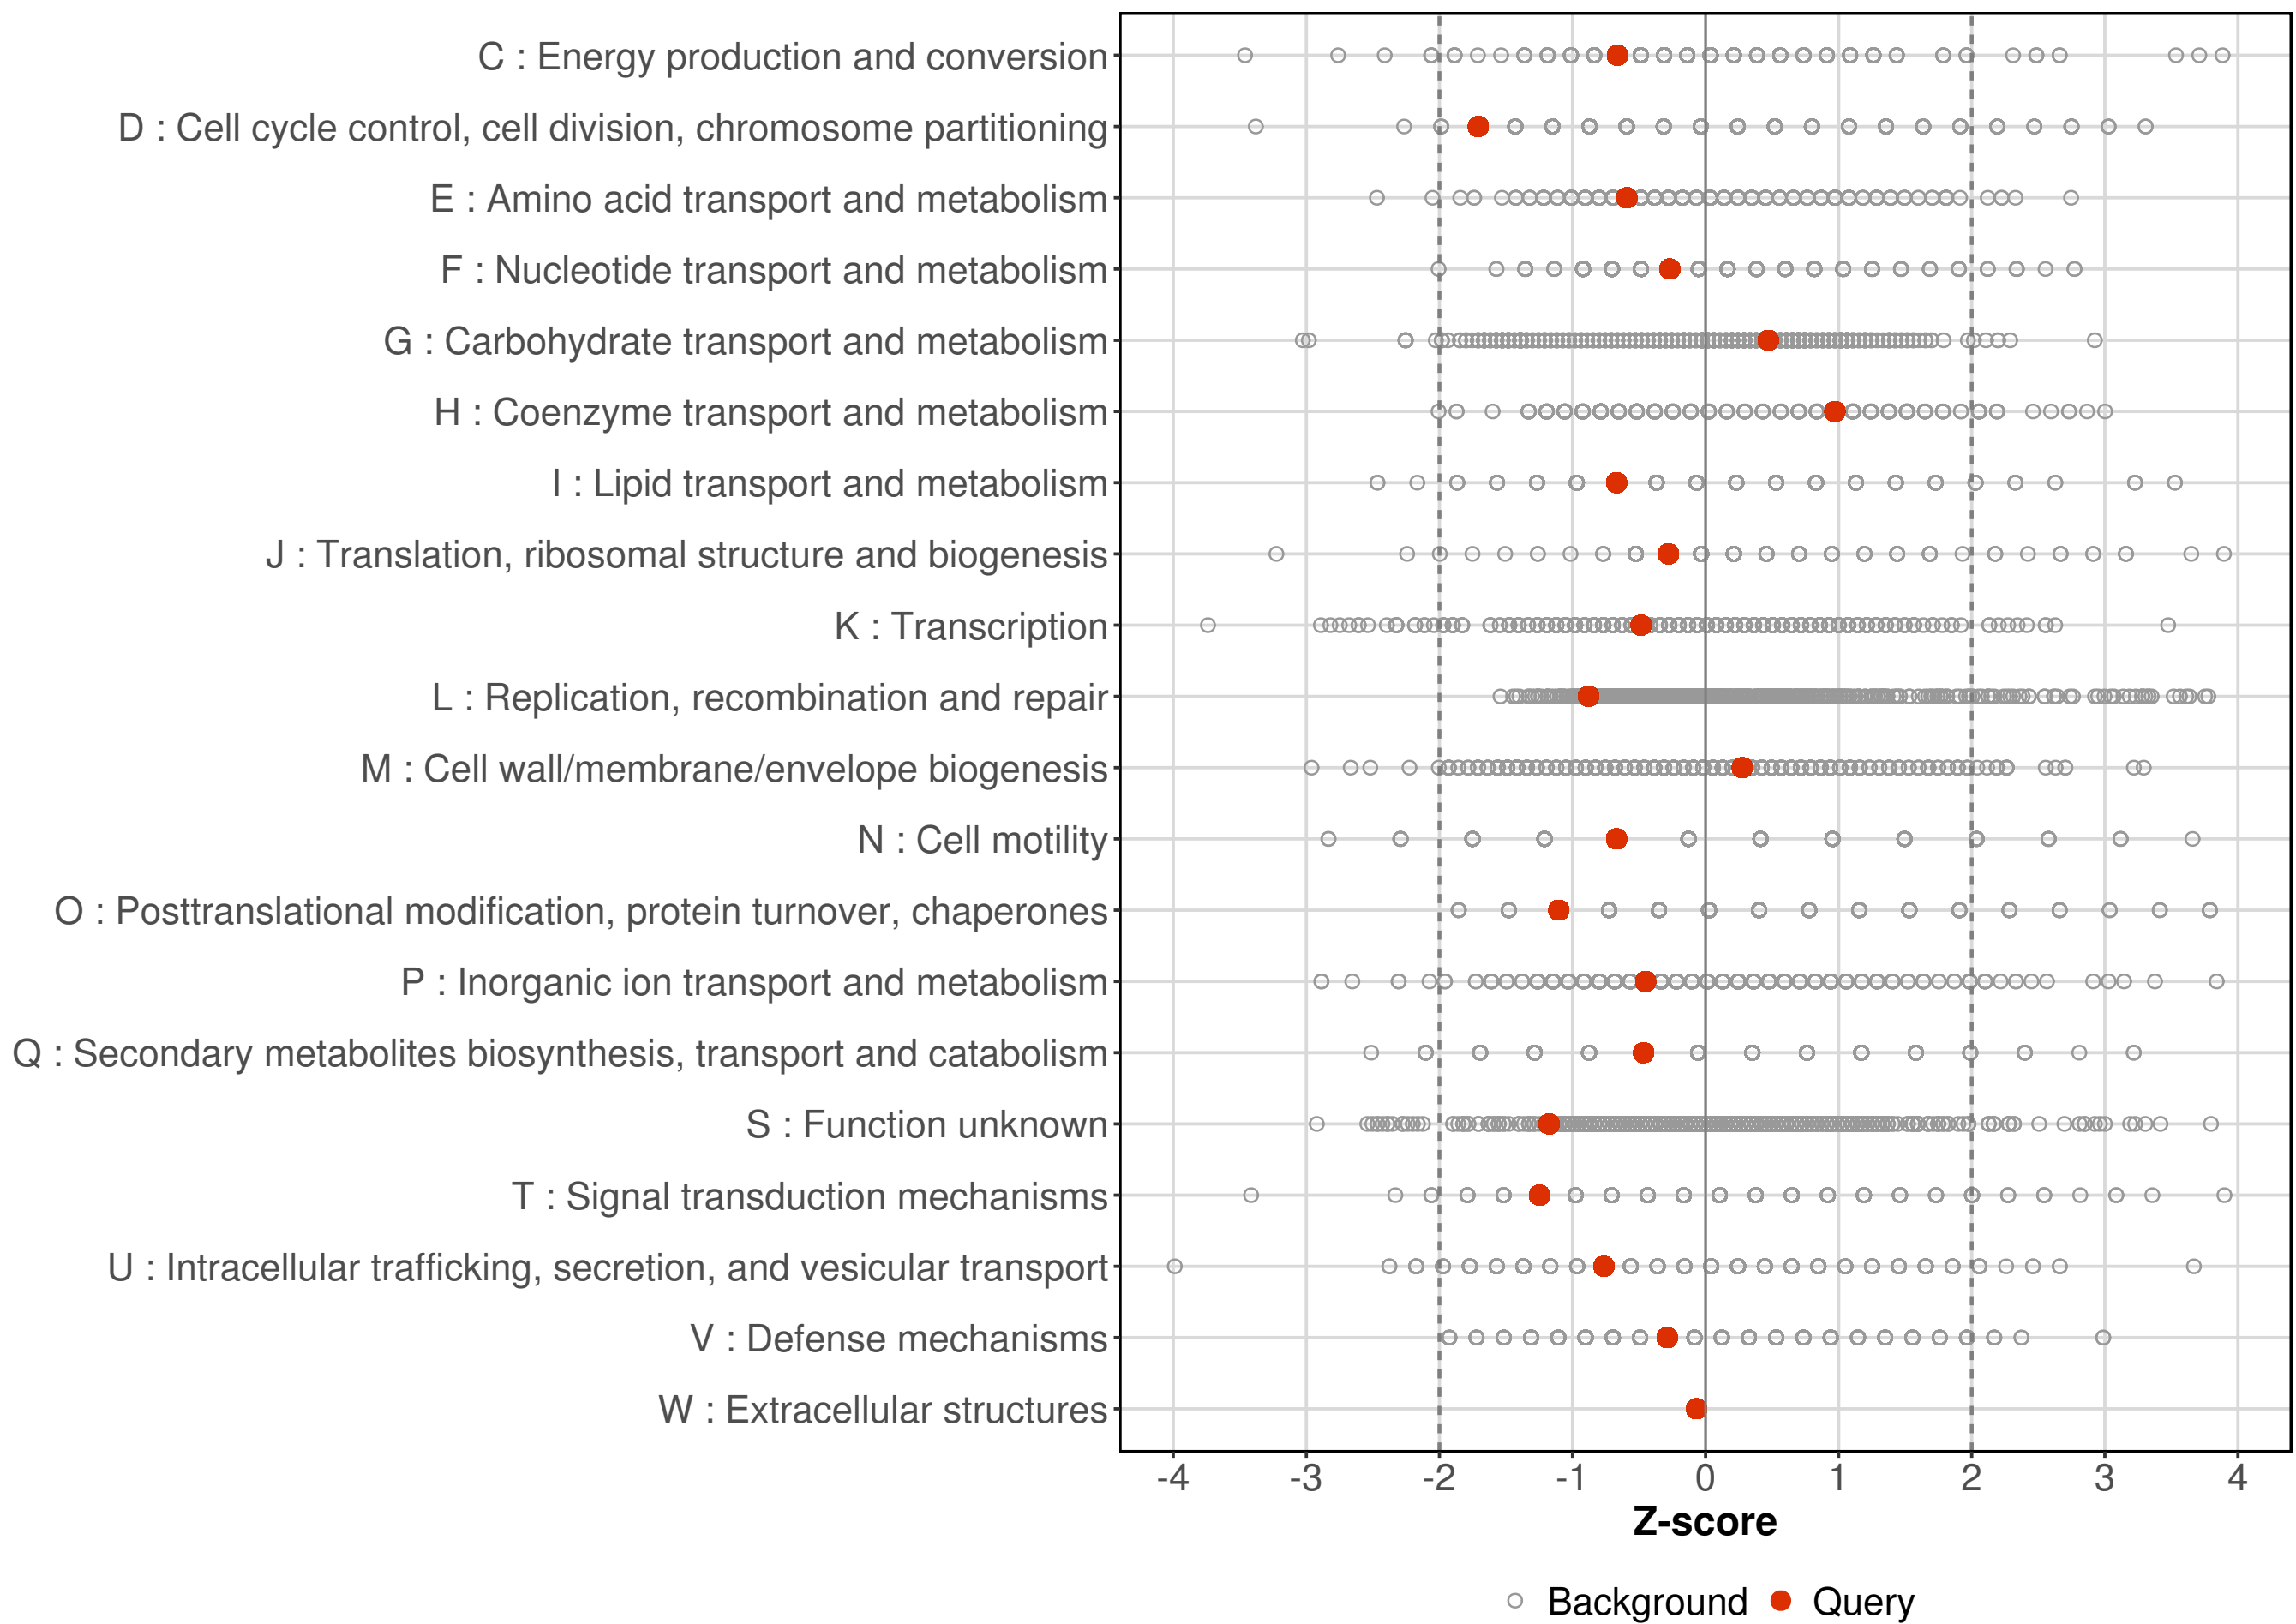 C : Energy production and conversion
D : Cell cycle control, cell division, chromosome partitioning
E : Amino acid transport and metabolism
F : Nucleotide transport and metabolism
G : Carbohydrate transport and metabolism
H : Coenzyme transport and metabolism
I : Lipid transport and metabolism
J : Translation, ribosomal structure and biogenesis
K : Transcription
L : Replication, recombination and repair
M : Cell wall/membrane/envelope biogenesis
N : Cell motility
O : Posttranslational modification, protein turnover, chaperones
P : Inorganic ion transport and metabolism
Q : Secondary metabolites biosynthesis, transport and catabolism
S : Function unknown
T : Signal transduction mechanisms
U : Intracellular trafficking, secretion, and vesicular transport
V : Defense mechanisms
W : Extracellular structures
-4 -3 -2 -1 0 1 2 3 4
Z-score
Background Query